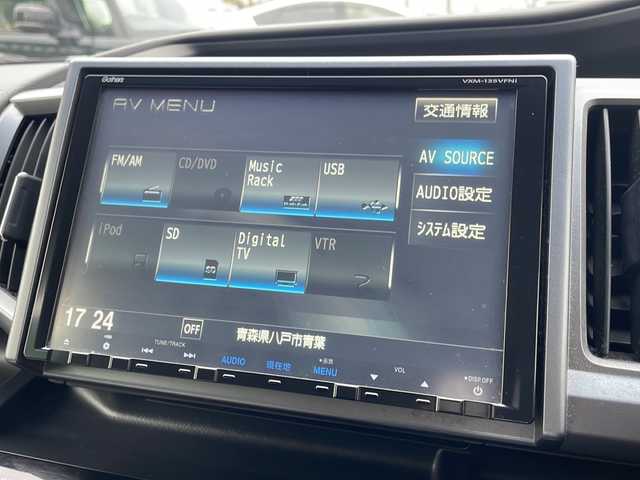 Gathers
VXM-135VFNi
AV MENU
交通情報
FM/AM
CD/DVD
Music Rack
USB
AV SOURCE
AUDIO設定
システム設定
iPod
SD
Digital TV
VTR
17 24
OFF
青森県八戸市青葉
TUNE/TRACK
AUDIO
現在地
MENU
VOL
DISP OFF